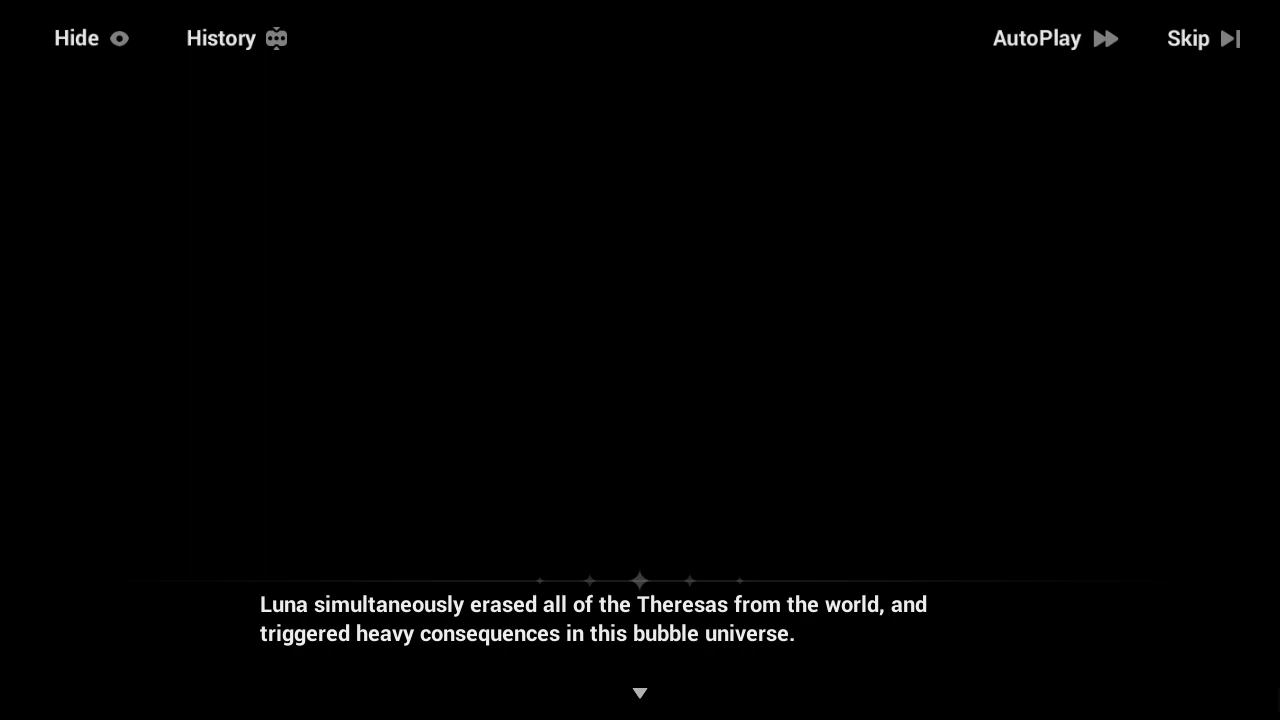 Hide
History
AutoPlay
Skip
Luna simultaneously erased all of the Theresas from the world, and
triggered heavy consequences in this bubble universe.